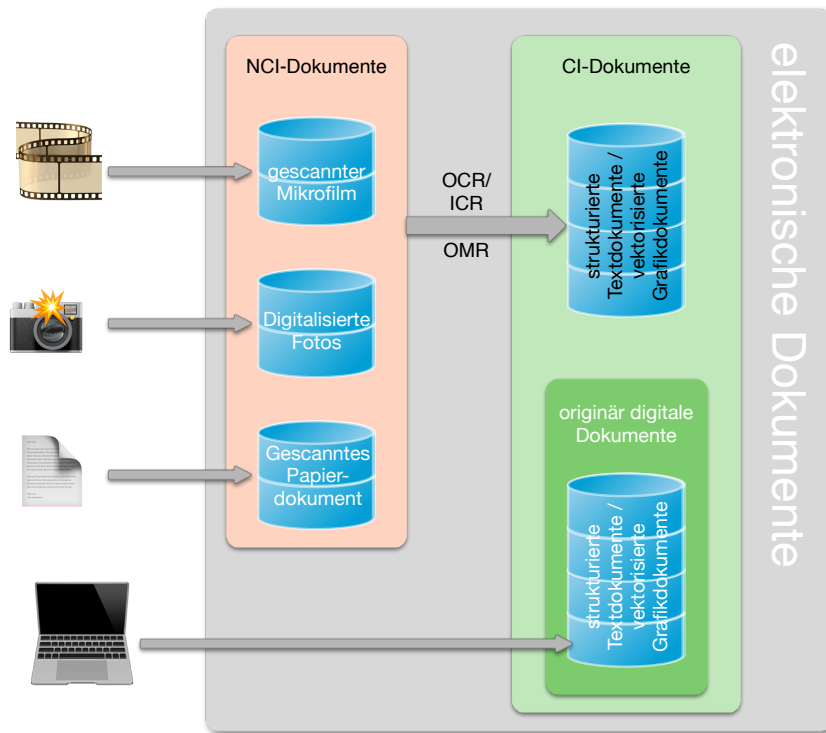 NCI-Dokumente
gescannter
Mikrofilm
Digitalisierte
Fotos
Gescanntes
Papier-
dokument
OCR/
ICR
OMR
CI-Dokumente
strukturierte
Textdokumente /
vektorisierte
Grafikdokumente
originär digitale
Dokumente
strukturierte
Textdokumente /
vektorisierte
Grafikdokumente
elektronische Dokumente